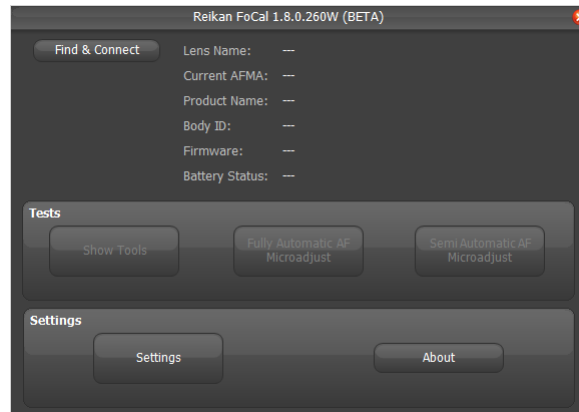 Reikan FoCal 1.8.0.260W (BETA)
Find & Connect
Lens Name: ---
Current AFMA: ---
Product Name: ---
Body ID: ---
Firmware: ---
Battery Status: ---
Tests
Show Tools
Fully Automatic AF
Microadjust
Semi Automatic AF
Microadjust
Settings
Settings
About